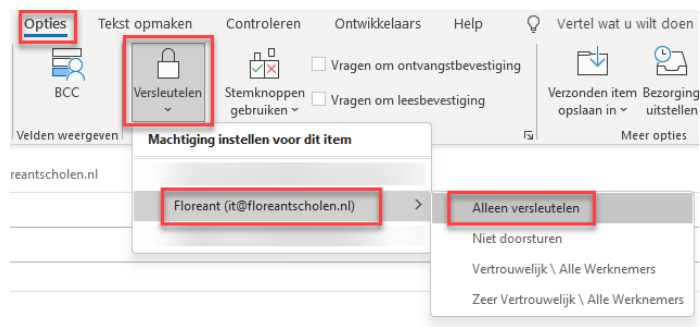 Opties Tekst opmaken Controleren Ontwikkelaars Help Vertel wat u wilt doen
BCC
Versleutelen
Stemknoppen
gebruiken
Vragen om ontvangstbevestiging
Vragen om leesbevestiging
Verzonden item
opslaan in
Bezorging
uitstellen
Velden weergeven
Meer opties
Machtiging instellen voor dit item
reantscholen.nl
Floreant (it@floreantscholen.nl)
Alleen versleutelen
Niet doorsturen
Vertrouwelijk \ Alle Werknemers
Zeer Vertrouwelijk \ Alle Werknemers